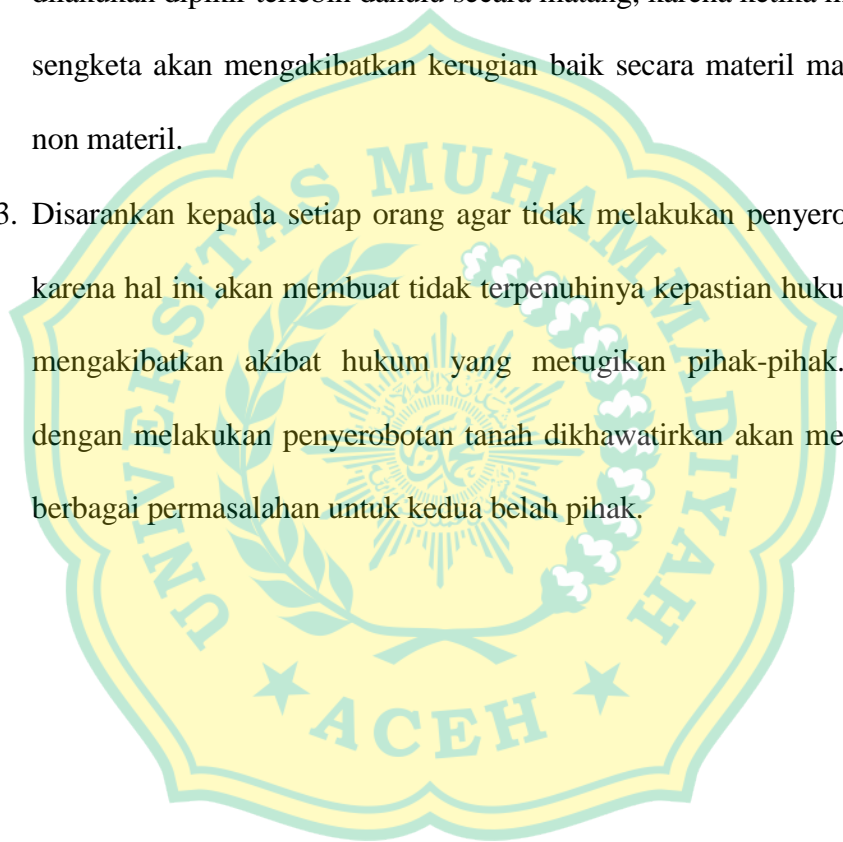 dilakukan dipikir terlebih dahulu secara matang, karena ketika
sengketa akan mengakibatkan kerugian baik secara materil ma
non materil.
3. Disarankan kepada setiap orang agar tidak melakukan penyero
karena hal ini akan membuat tidak terpenuhinya kepastian huku
mengakibatkan akibat hukum yang merugikan pihak-pihak.
dengan melakukan penyerobotan tanah dikhawatirkan akan me
berbagai permasalahan untuk kedua belah pihak.
UNIVERSITAS MUHAMMADIYAH
ACEH